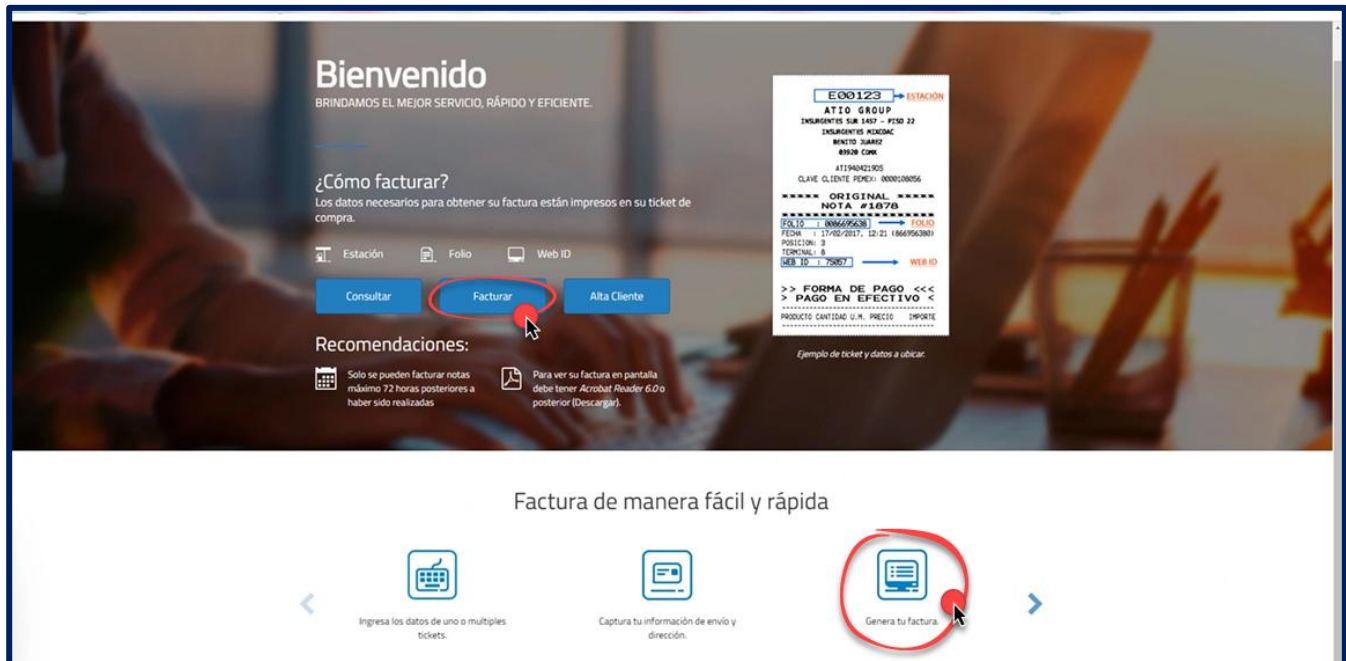 Bienvenido
BRINDAMOS EL MEJOR SERVICIO, RÁPIDO Y EFICIENTE.
¿Cómo facturar?
Los datos necesarios para obtener su factura están impresos en su ticket de
compra.
Estación
Folio
Web ID
Consultar
Facturar
Alta Cliente
Recomendaciones:
Solo se pueden facturar notas
máximo 72 horas posteriores a
haber sido realizadas
Para ver su factura en pantalla
debe tener Acrobat Reader 6.0 o
posterior (Descargar).
E00123 ESTACIÓN
ATIO GROUP
INSURGENTES SUR 1457 - PISO 22
INSURGENTES MIXCOAC
BENITO JUAREZ
03920 CDMX
ATI9404219D5
CLAVE CLIENTE PEMEX: 0000108056
***** ORIGINAL *****
NOTA #1878
FOLIO : 0086695638 FOLIO
FECHA : 17/02/2017, 12:21 (866956380)
POSICION: 3
TERMINAL: 8
WEB ID : 75057 WEB ID
>> FORMA DE PAGO <<<
> PAGO EN EFECTIVO <
PRODUCTO CANTIDAD U.M. PRECIO IMPORTE
Ejemplo de ticket y datos a ubicar.
Factura de manera fácil y rápida
Ingresa los datos de uno o multiples
tickets.
Captura tu información de envío y
dirección.
Genera tu factura.